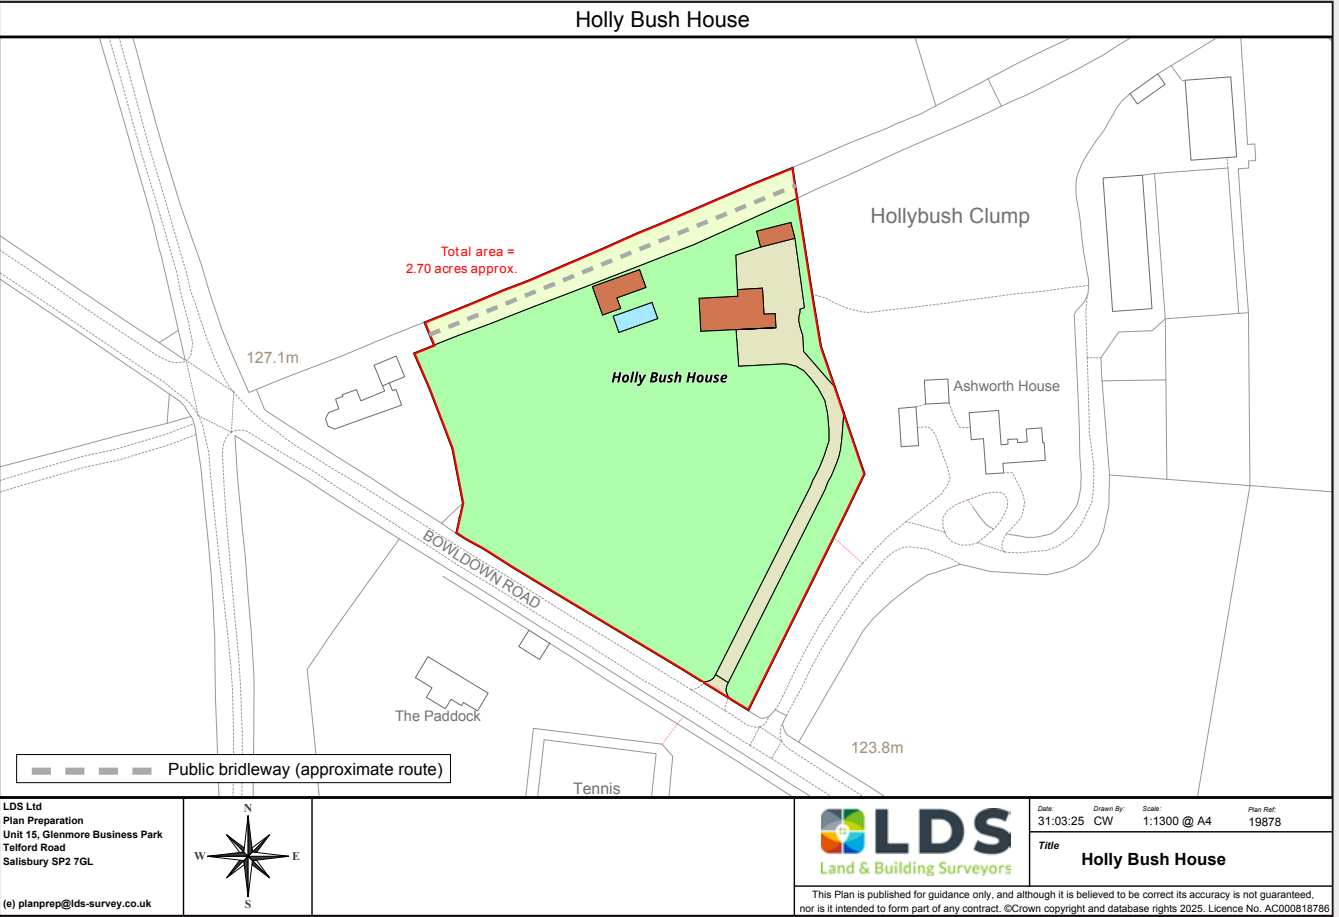 Holly Bush House
Hollybush Clump
Total area =
2.70 acres approx.
127.1m
Holly Bush House
Ashworth House
BOWLDOWN ROAD
The Paddock
123.8m
Public bridleway (approximate route)
Tennis
LDS Ltd
Plan Preparation
Unit 15, Glenmore Business Park
Telford Road
Salisbury SP2 7GL
(e) planprep@lds-survey.co.uk
N
W E
S
LDS
Land & Building Surveyors
Date: Drawn By: Scale: Plan Ref:
31:03:25 CW 1:1300 @ A4 19878
Title
Holly Bush House
This Plan is published for guidance only, and although it is believed to be correct its accuracy is not guaranteed,
nor is it intended to form part of any contract. ©Crown copyright and database rights 2025. Licence No. AC000818786